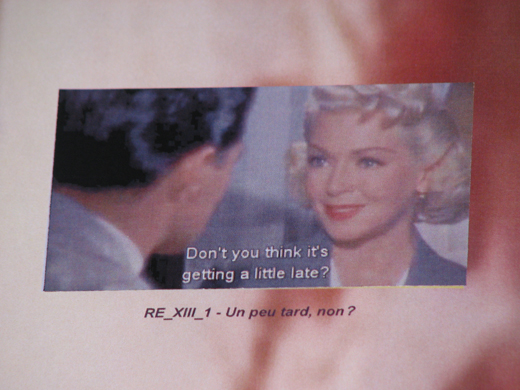 Don't you think it's
getting a little late?
RE_XIII_1 - Un peu tard, non?